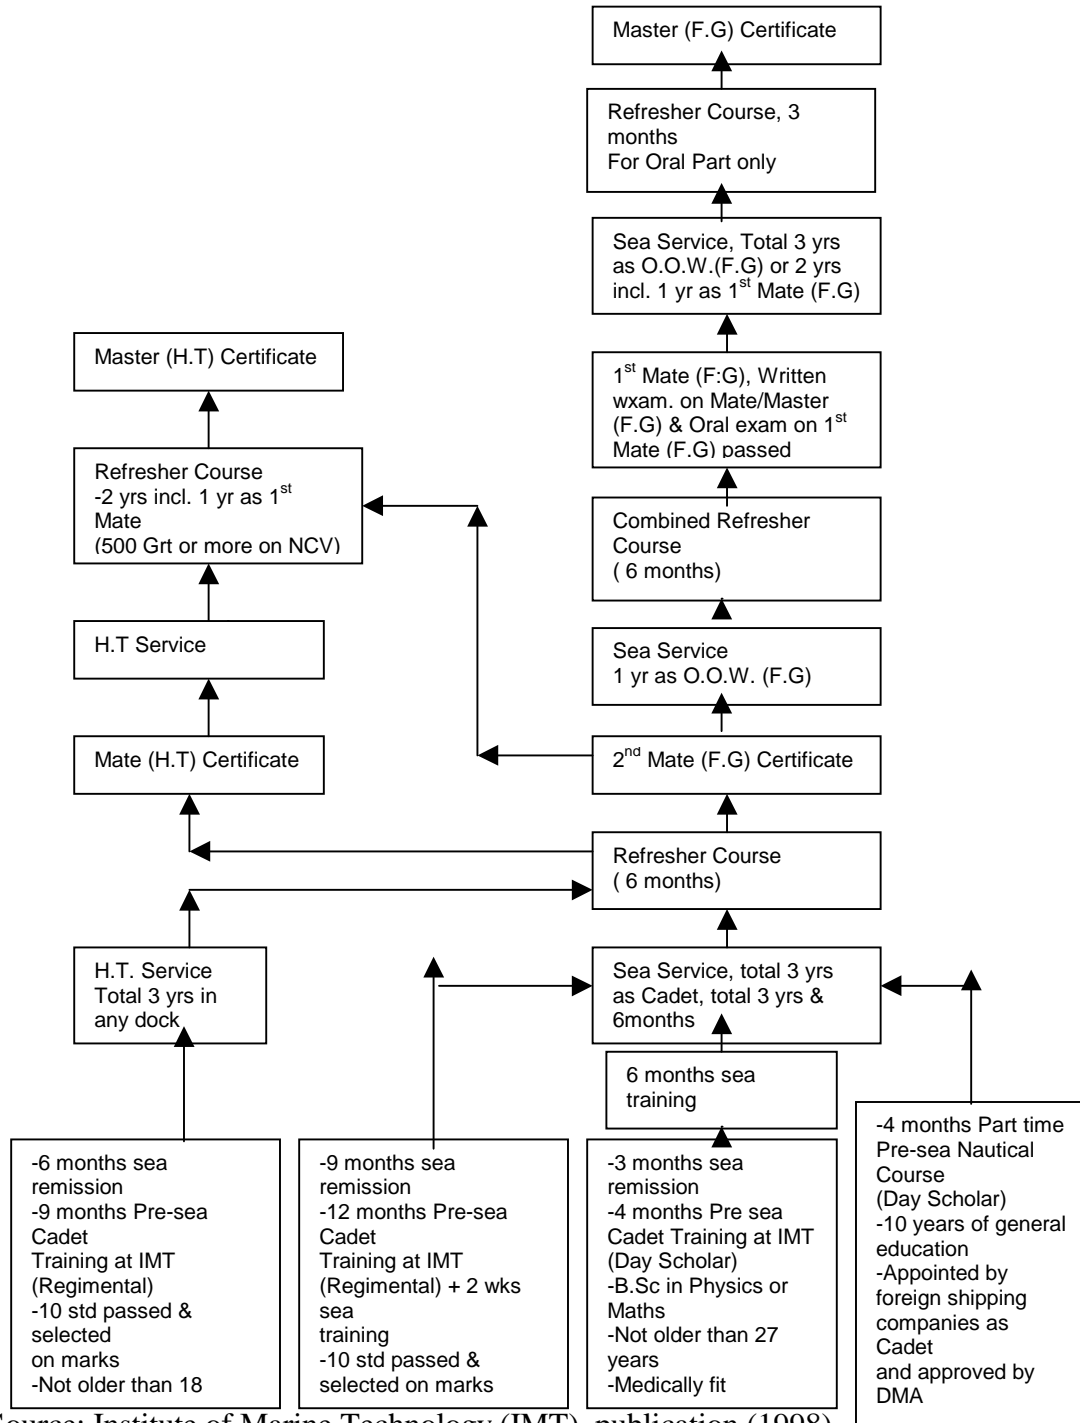 Master (F.G) Certificate
Refresher Course, 3
months
For Oral Part only
Sea Service, Total 3 yrs
as O.O.W.(F.G) or 2 yrs
incl. 1 yr as 1st Mate (F.G)
Master (H.T) Certificate
1st Mate (F:G), Written
wxam. on Mate/Master
(F.G) & Oral exam on 1st
Mate (F.G) passed
Refresher Course
-2 yrs incl. 1 yr as 1st
Mate
(500 Grt or more on NCV)
Combined Refresher
Course
( 6 months)
H.T Service
Sea Service
1 yr as O.O.W. (F.G)
Mate (H.T) Certificate
2nd Mate (F.G) Certificate
Refresher Course
( 6 months)
H.T. Service
Total 3 yrs in
any dock
Sea Service, total 3 yrs
as Cadet, total 3 yrs &
6months
6 months sea
training
-6 months sea
remission
-9 months Pre-sea
Cadet
Training at IMT
(Regimental)
-10 std passed &
selected
on marks
-Not older than 18
-9 months sea
remission
-12 months Pre-sea
Cadet
Training at IMT
(Regimental) + 2 wks
sea
training
-10 std passed &
selected on marks
-3 months sea
remission
-4 months Pre sea
Cadet Training at IMT
(Day Scholar)
-B.Sc in Physics or
Maths
-Not older than 27
years
-Medically fit
-4 months Part time
Pre-sea Nautical
Course
(Day Scholar)
-10 years of general
education
-Appointed by
foreign shipping
companies as
Cadet
and approved by
DMA
Source: Institute of Marine Technology (IMT), publication (1998)